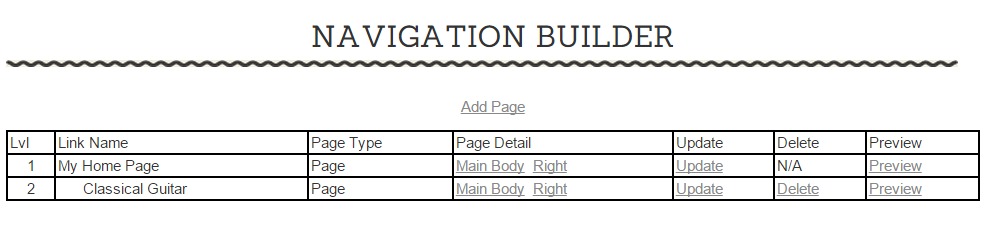 NAVIGATION BUILDER
Add Page
Lvl Link Name Page Type Page Detail Update Delete Preview
1 My Home Page Page Main Body Right Update N/A Preview
2 Classical Guitar Page Main Body Right Update Delete Preview